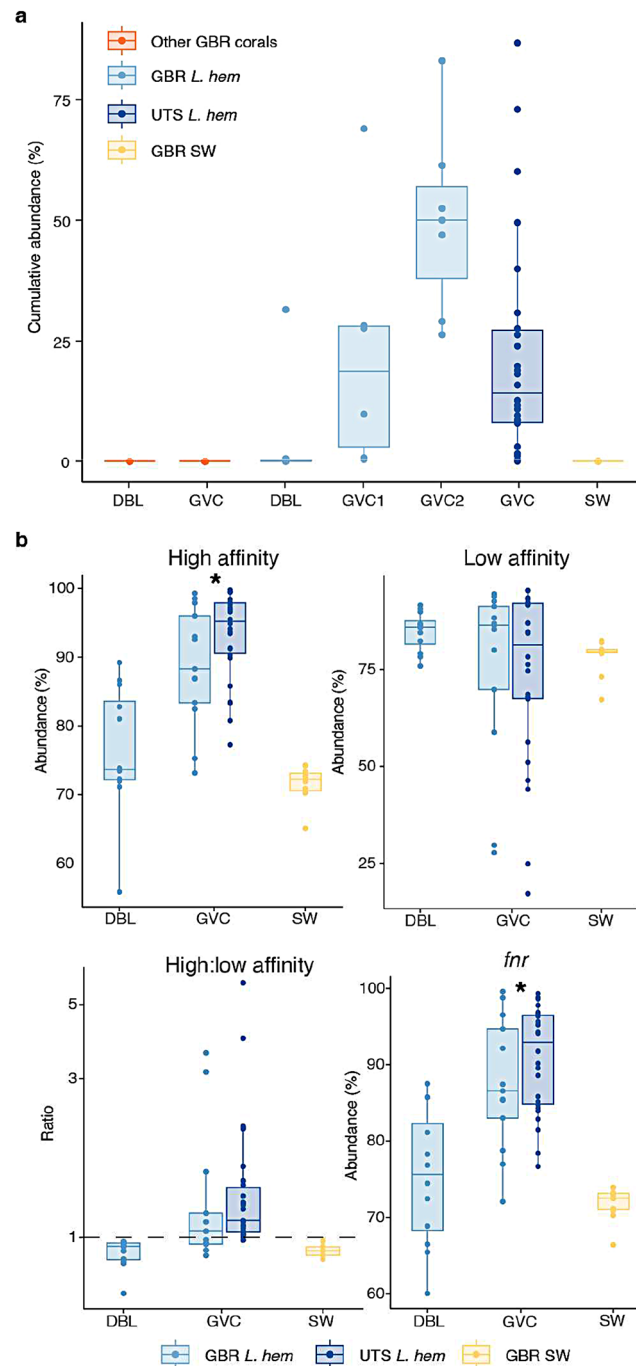 a
Other GBR corals
GBR L. hem
UTS L. hem
GBR SW
Cumulative abundance (%)
75
50
25
0
DBL GVC DBL GVC1 GVC2 GVC SW
b
High affinity
*
Abundance (%)
100
90
80
70
60
DBL GVC SW
Low affinity
Abundance (%)
75
50
25
DBL GVC SW
High:low affinity
Ratio
5
3
1
DBL GVC SW
fnr
*
Abundance (%)
100
90
80
70
60
DBL GVC SW
GBR L. hem UTS L. hem GBR SW